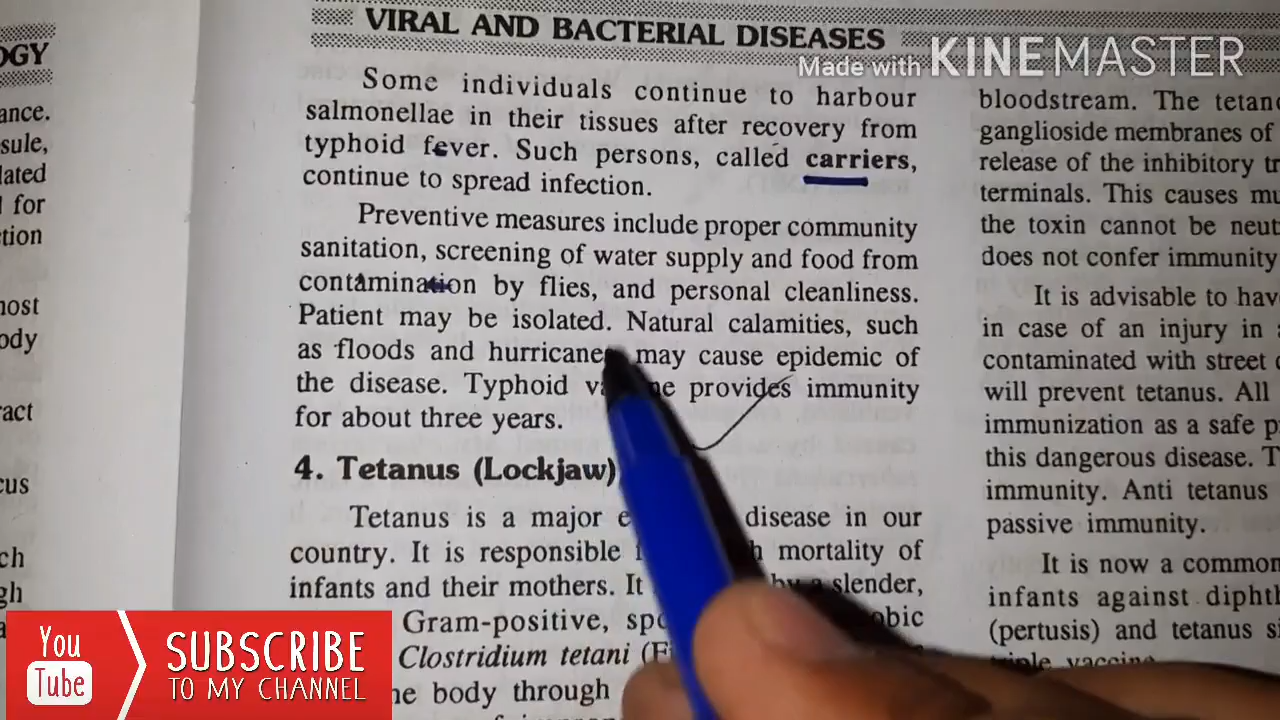 OGY
ance.
sule,
lated
for
tion
nost
ody
ract
cus
ch
gh
VIRAL AND BACTERIAL DISEASES
Made with KINEMASTER
Some individuals continue to harbour
salmonellae in their tissues after recovery from
typhoid fever. Such persons, called carriers,
continue to spread infection.
Preventive measures include proper community
sanitation, screening of water supply and food from
contamination by flies, and personal cleanliness.
Patient may be isolated. Natural calamities, such
as floods and hurricanes may cause epidemic of
the disease. Typhoid provides immunity
for about three years.
4. Tetanus (Lockjaw)
Tetanus is a major disease in our
country. It is responsible mortality of
infants and their mothers. It by a slender,
Gram-positive,
Clostridium tetani
body through
bloodstream. The
ganglioside membranes of
release of the inhibitory
terminals. This causes
the toxin cannot be
does not confer immunity
It is advisable to
in case of an injury in
contaminated with street
will prevent tetanus. All
immunization as a safe
this dangerous disease.
immunity. Anti tetanus
passive immunity.
It is now a common
infants against
(pertusis) and tetanus
triple vaccine
You Tube
SUBSCRIBE
TO MY CHANNEL